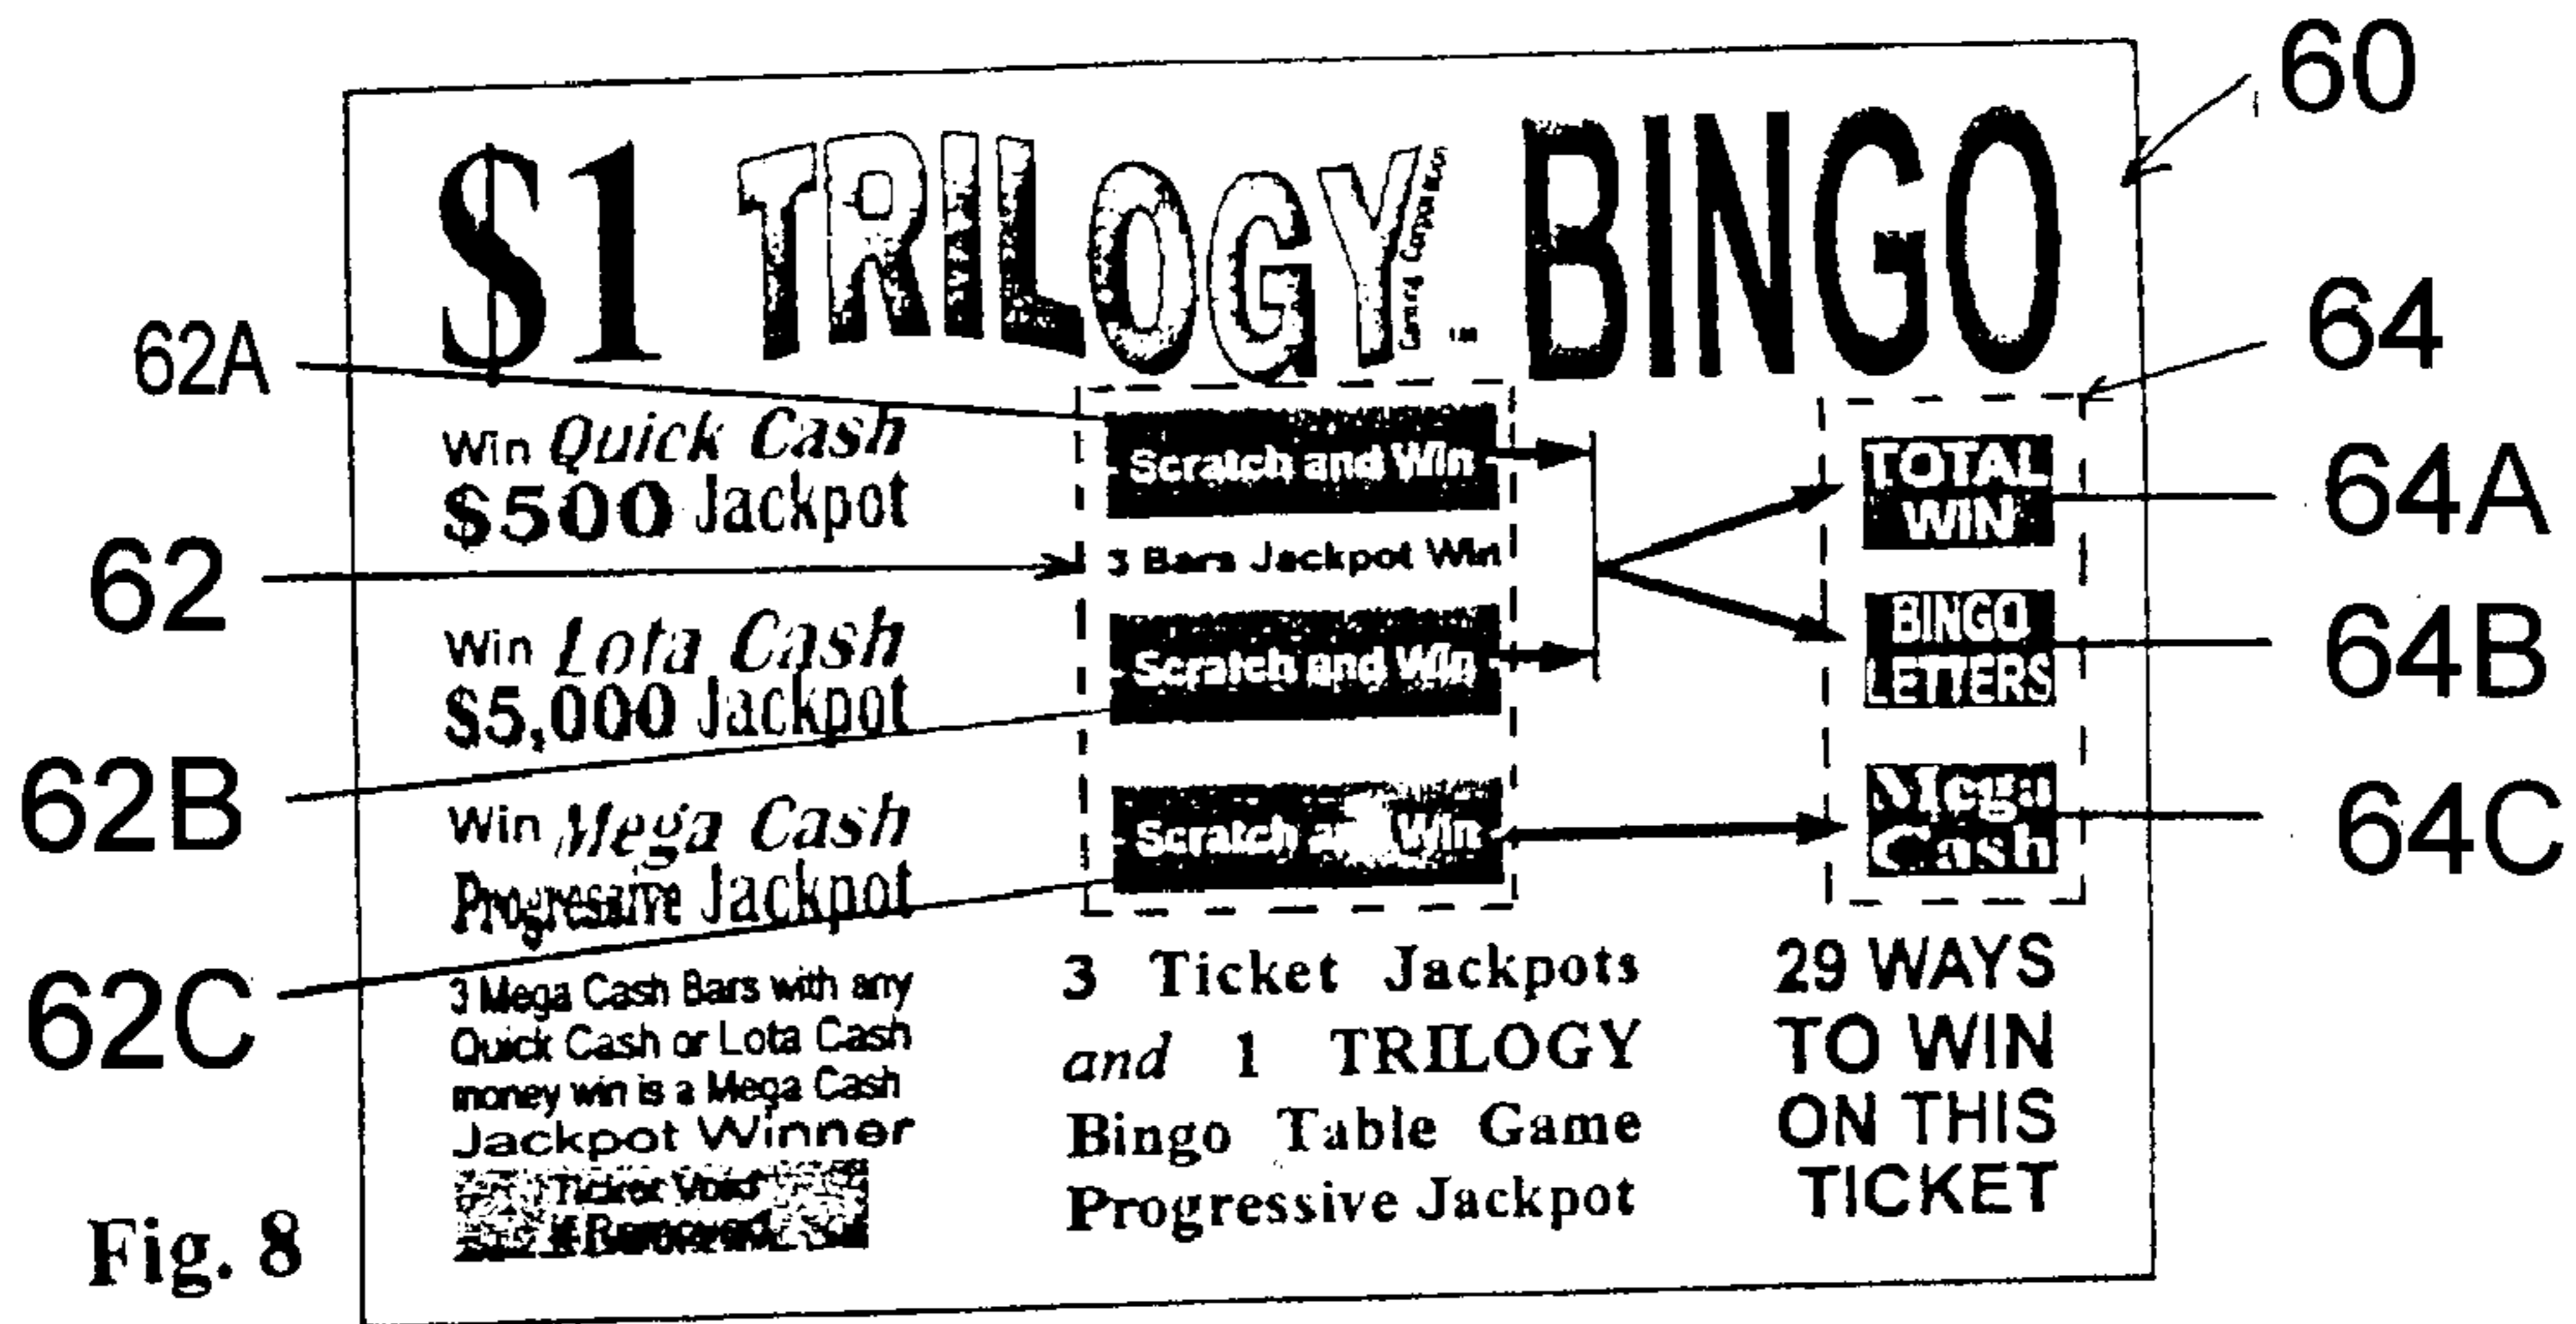 60
$1 TRILOGY BINGO
Gaming Corporation's
TM
64
62A
Win Quick Cash
$500 Jackpot
Scratch and Win
TOTAL
WIN
64A
62
3 Bars Jackpot Win
Win Lota Cash
$5,000 Jackpot
Scratch and Win
BINGO
LETTERS
64B
62B
Win Mega Cash
Progressive Jackpot
Scratch and Win
Mega
Cash
64C
62C
3 Mega Cash Bars with any
Quick Cash or Lota Cash
money win is a Mega Cash
Jackpot Winner
Ticket Void
if Removed
3 Ticket Jackpots
and 1 TRILOGY
Bingo Table Game
Progressive Jackpot
29 WAYS
TO WIN
ON THIS
TICKET
Fig. 8